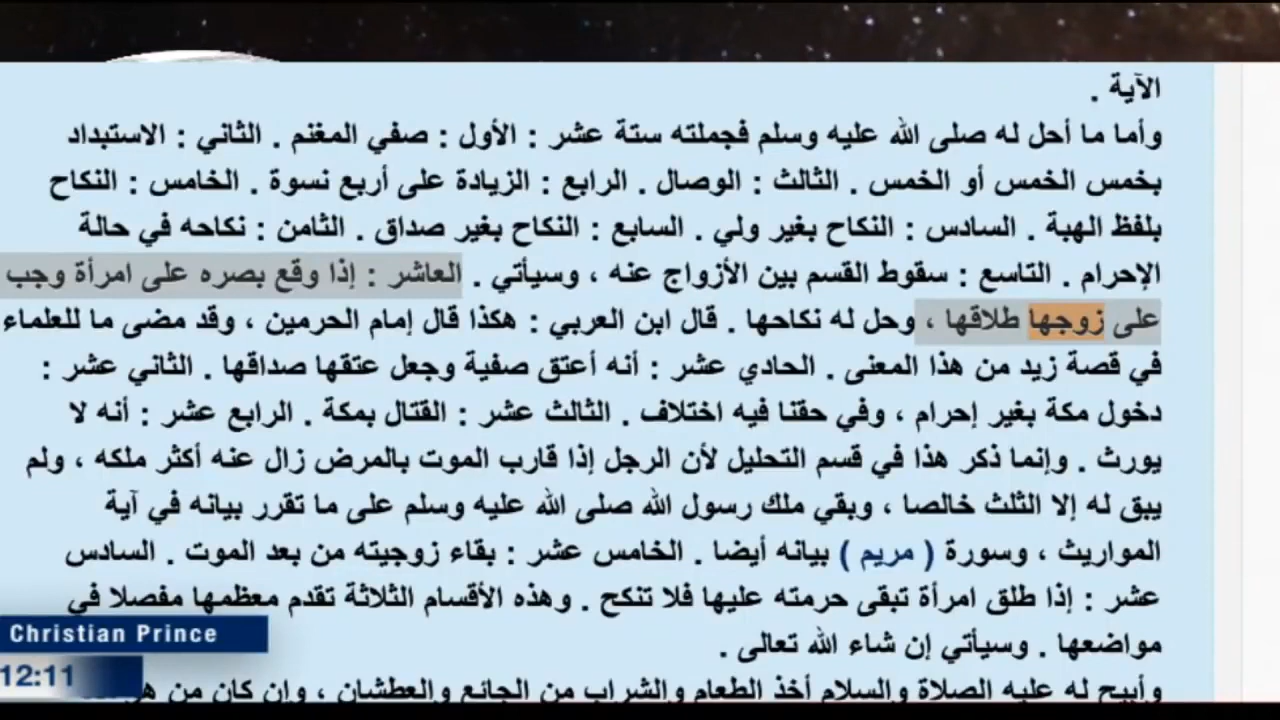 الآية .
وأما ما أحل له صلى الله عليه وسلم فجملته ستة عشر : الأول : صفي المغنم . الثاني : الاستبداد
بخمس الخمس أو الخمس . الثالث : الوصال . الرابع : الزيادة على أربع نسوة . الخامس : النكاح
بلفظ الهبة . السادس : النكاح بغير ولي . السابع : النكاح بغير صداق . الثامن : نكاحه في حالة
الإحرام . التاسع : سقوط القسم بين الأزواج عنه ، وسيأتي . العاشر : إذا وقع بصره على امرأة وجب
على زوجها طلاقها ، وحل له نكاحها . قال ابن العربي : هكذا قال إمام الحرمين ، وقد مضى ما للعلماء
في قصة زيد من هذا المعنى . الحادي عشر : أنه أعتق صفية وجعل عتقها صداقها . الثاني عشر :
دخول مكة بغير إحرام ، وفي حقنا فيه اختلاف . الثالث عشر : القتال بمكة . الرابع عشر : أنه لا
يورث . وإنما ذكر هذا في قسم التحليل لأن الرجل إذا قارب الموت بالمرض زال عنه أكثر ملكه ، ولم
يبق له إلا الثلث خالصا ، وبقي ملك رسول الله صلى الله عليه وسلم على ما تقرر بيانه في آية
المواريث ، وسورة ( مريم ) بيانه أيضا . الخامس عشر : بقاء زوجيته من بعد الموت . السادس
عشر : إذا طلق امرأة تبقى حرمته عليها فلا تنكح . وهذه الأقسام الثلاثة تقدم معظمها مفصلا في
مواضعها . وسيأتي إن شاء الله تعالى .
وأبيح له عليه الصلاة والسلام أخذ الطعام والشراب من الجائع والعطشان ، وإن كان من
Christian Prince
12:11